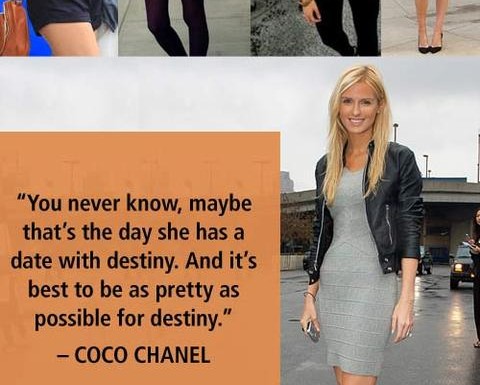 “You never know, maybe
that’s the day she has a
date with destiny. And it’s
best to be as pretty as
possible for destiny.”
– COCO CHANEL